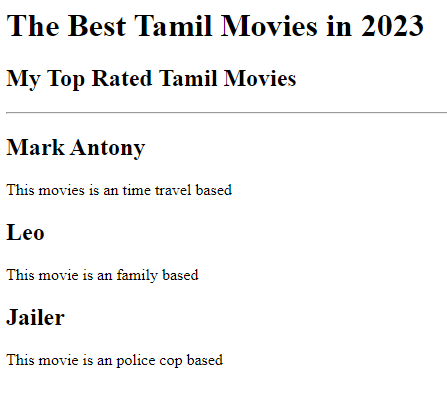 The Best Tamil Movies in 2023
My Top Rated Tamil Movies
Mark Antony
This movies is an time travel based
Leo
This movie is an family based
Jailer
This movie is an police cop based